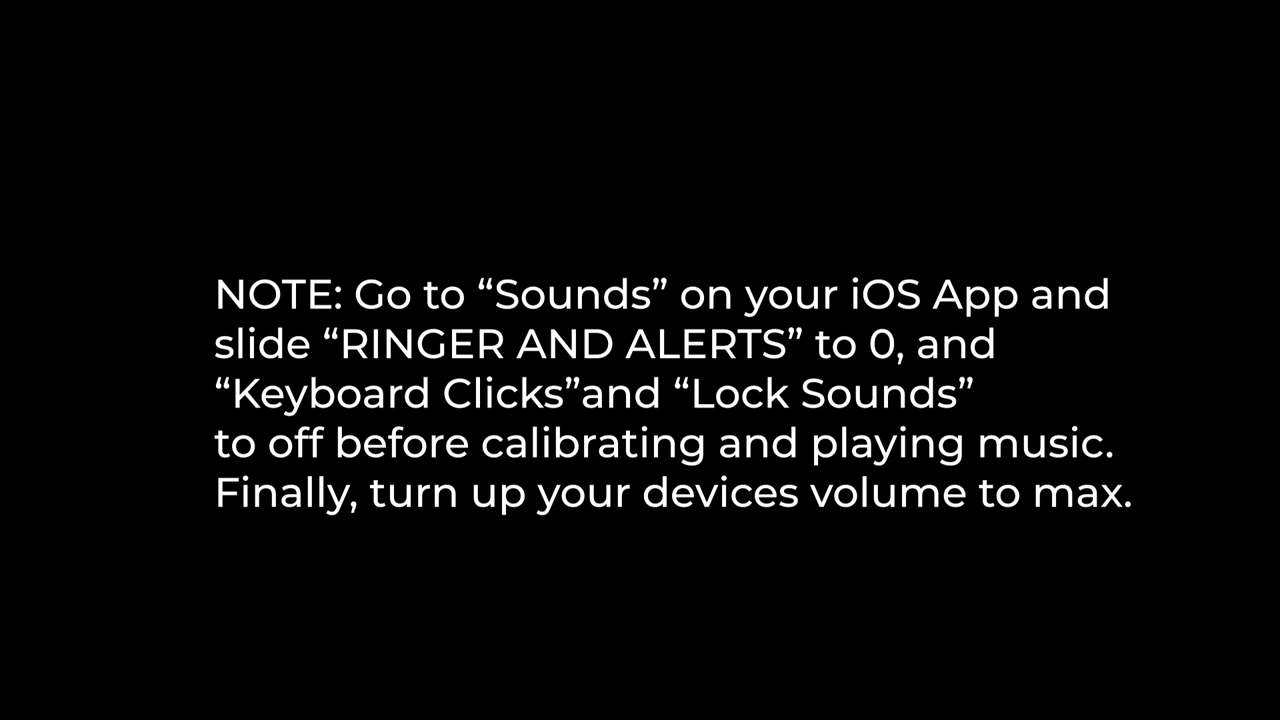 NOTE: Go to “Sounds” on your iOS App and
slide “RINGER AND ALERTS” to 0, and
“Keyboard Clicks”and “Lock Sounds”
to off before calibrating and playing music.
Finally, turn up your devices volume to max.